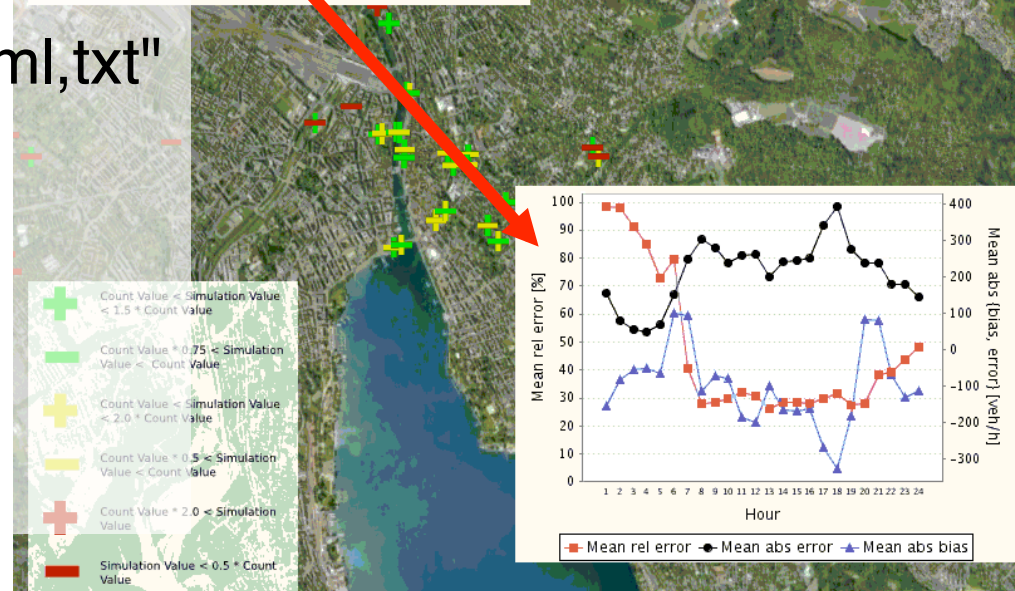 ml,txt"
Count Value < Simulation Value
< 1.5 * Count Value
Count Value * 0.75 < Simulation
Value < Count Value
Count Value < Simulation Value
< 2.0 * Count Value
Count Value * 0.5 < Simulation
Value < Count Value
Count Value * 2.0 < Simulation
Value
Simulation Value < 0.5 * Count
Value
Mean rel error [%]
100
90
80
70
60
50
40
30
20
10
0
400
300
200
100
0
-100
-200
-300
Mean abs {bias, error} [veh/h]
1 2 3 4 5 6 7 8 9 10 11 12 13 14 15 16 17 18 19 20 21 22 23 24
Hour
Mean rel error Mean abs error Mean abs bias